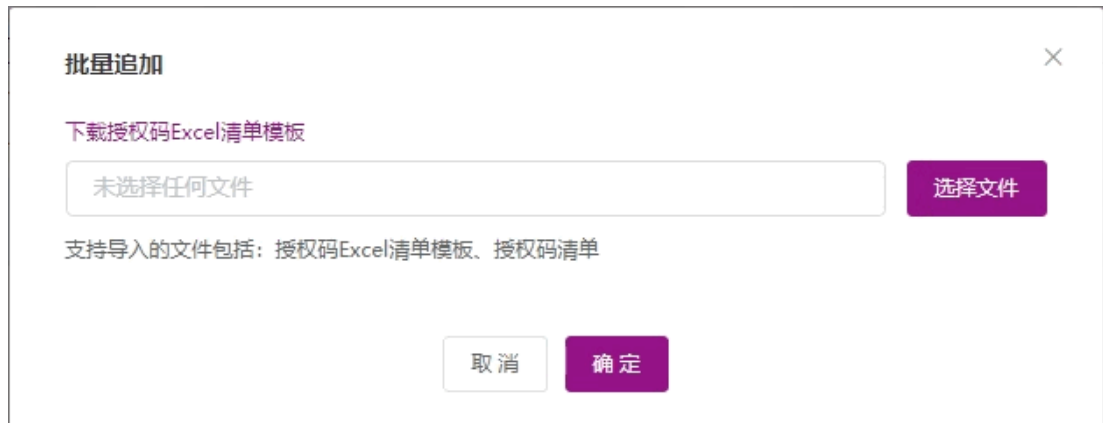 批量追加
下载授权码Excel清单模板
未选择任何文件
选择文件
支持导入的文件包括：授权码Excel清单模板、授权码清单
取 消
确 定